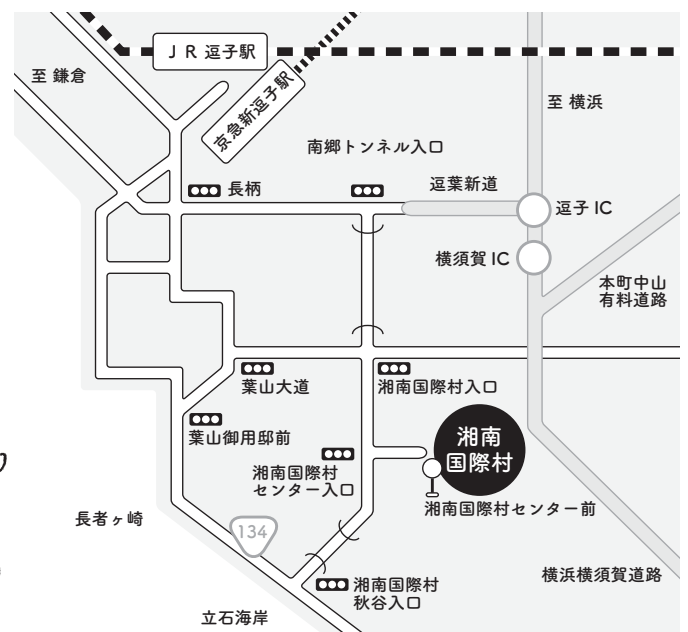 JR 逗子駅
京急新逗子駅
至 鎌倉
至 横浜
南郷トンネル入口
長柄
逗葉新道
逗子 IC
横須賀 IC
本町中山
有料道路
葉山大道
湘南国際村入口
葉山御用邸前
湘南
国際村
湘南国際村
センター入口
湘南国際村センター前
長者ヶ崎
134
横浜横須賀道路
湘南国際村
秋谷入口
立石海岸